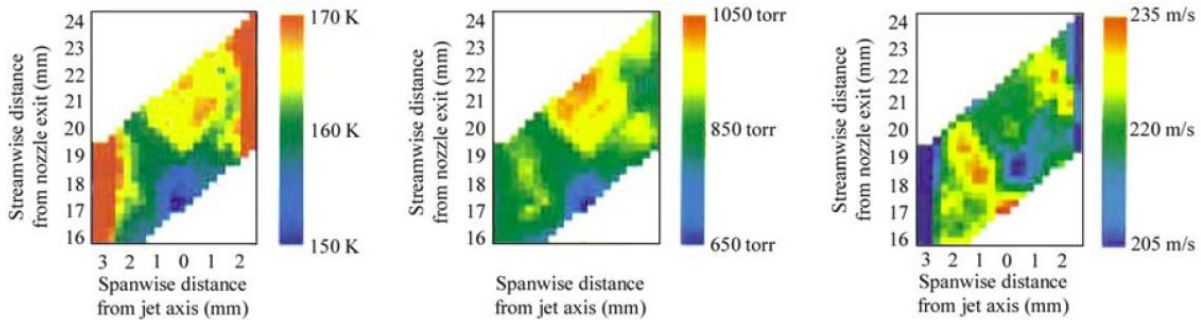 24
23
22
21
20
19
18
17
16
Streamwise distance
from nozzle exit (mm)
3 2 1 0 1 2
Spanwise distance
from jet axis (mm)
170 K
160 K
150 K
24
23
22
21
20
19
18
17
16
Streamwise distance
from nozzle exit (mm)
Spanwise distance
from jet axis (mm)
1050 torr
850 torr
650 torr
24
23
22
21
20
19
18
17
16
Streamwise distance
from nozzle exit (mm)
3 2 1 0 1 2
Spanwise distance
from jet axis (mm)
235 m/s
220 m/s
205 m/s